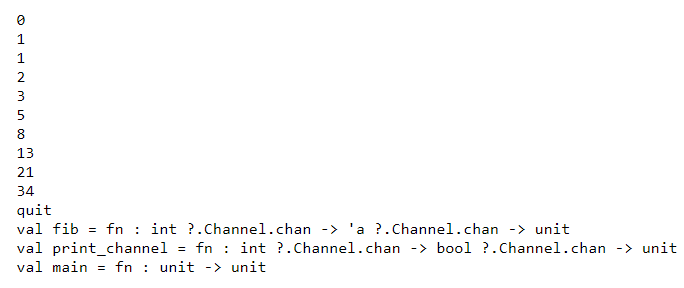 0
1
1
2
3
5
8
13
21
34
quit
val fib = fn : int ?.Channel.chan -> 'a ?.Channel.chan -> unit
val print_channel = fn : int ?.Channel.chan -> bool ?.Channel.chan -> unit
val main = fn : unit -> unit